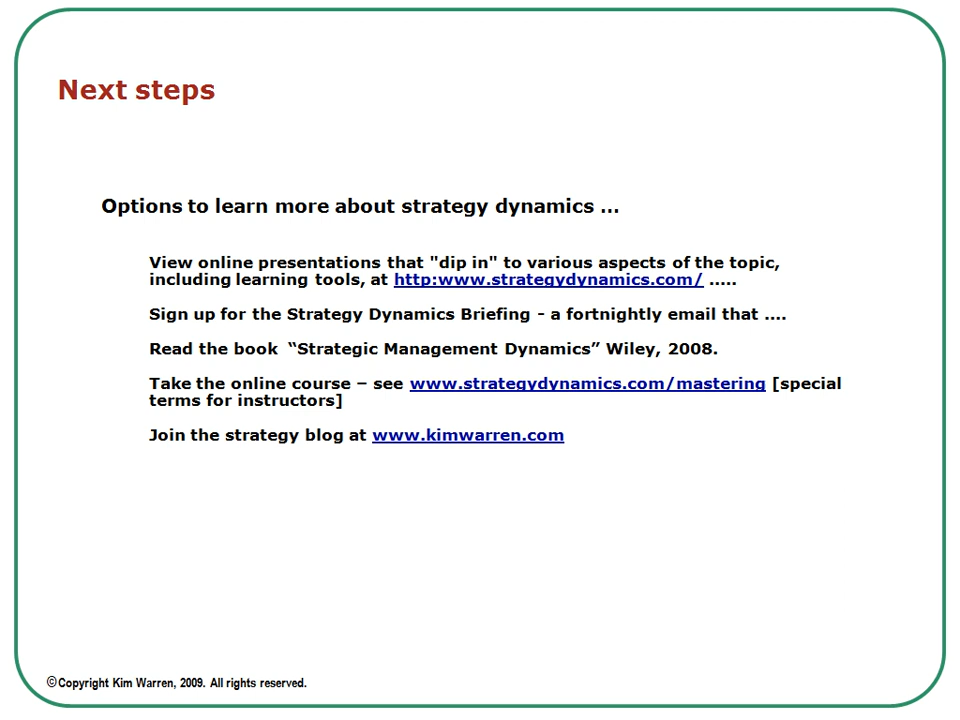 Next steps
Options to learn more about strategy dynamics ...
View online presentations that "dip in" to various aspects of the topic,
including learning tools, at http:www.strategydynamics.com/ .....
Sign up for the Strategy Dynamics Briefing - a fortnightly email that ....
Read the book “Strategic Management Dynamics” Wiley, 2008.
Take the online course – see www.strategydynamics.com/mastering [special
terms for instructors]
Join the strategy blog at www.kimwarren.com
©Copyright Kim Warren, 2009. All rights reserved.